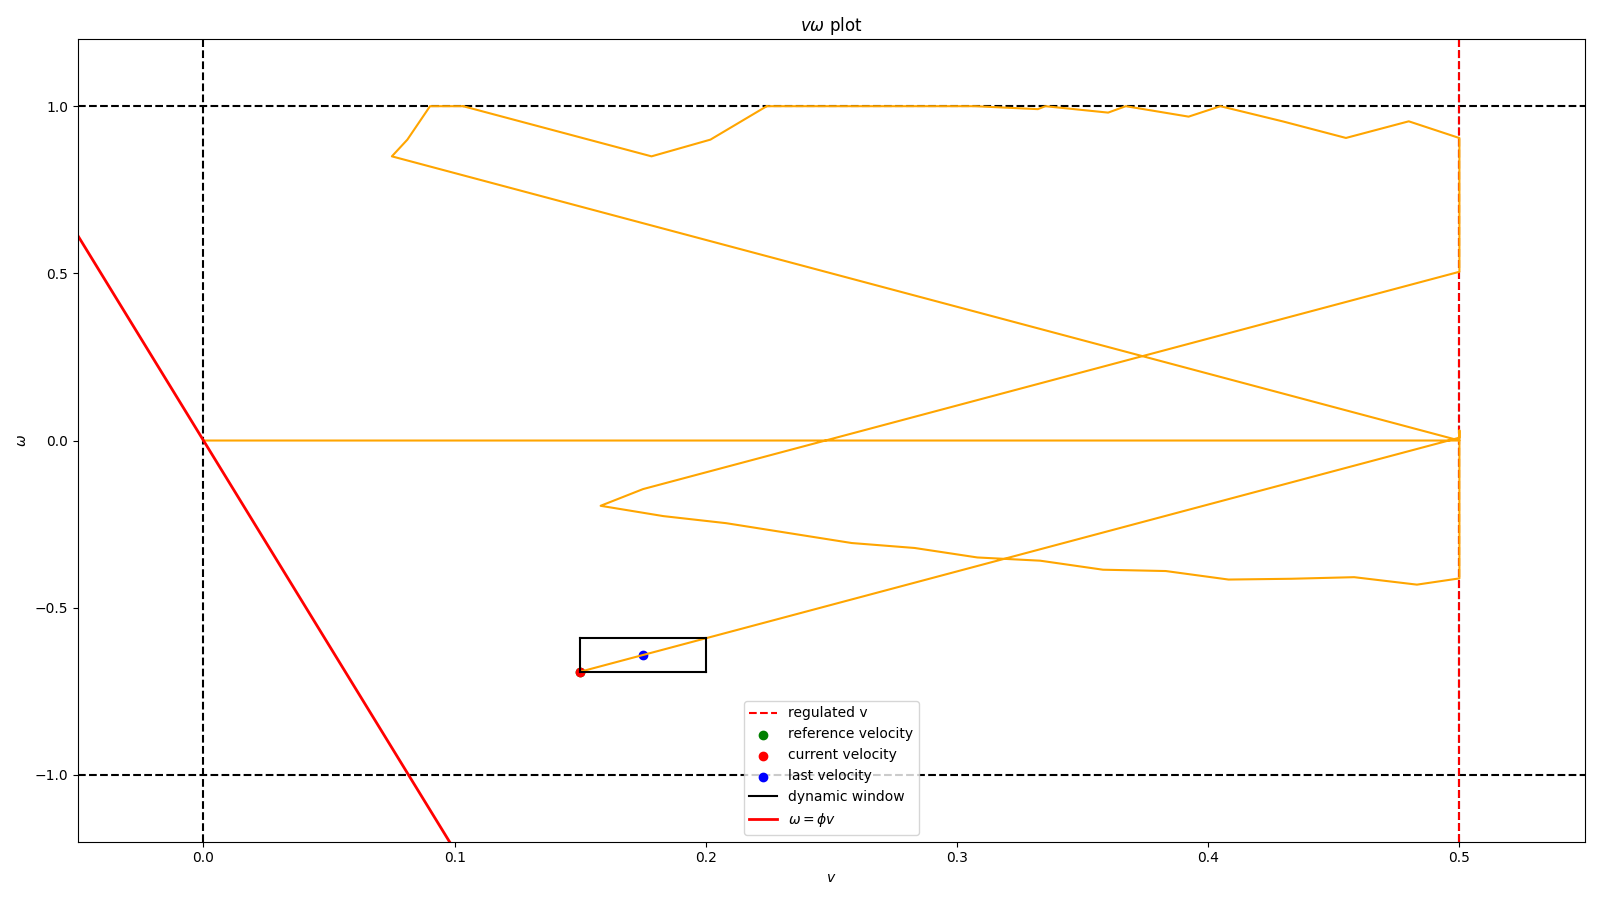 vω plot
1.0
0.5
0.0
−0.5
−1.0
ω
regulated v
reference velocity
current velocity
last velocity
dynamic window
ω = ϕv
0.0 0.1 0.2 0.3 0.4 0.5
v